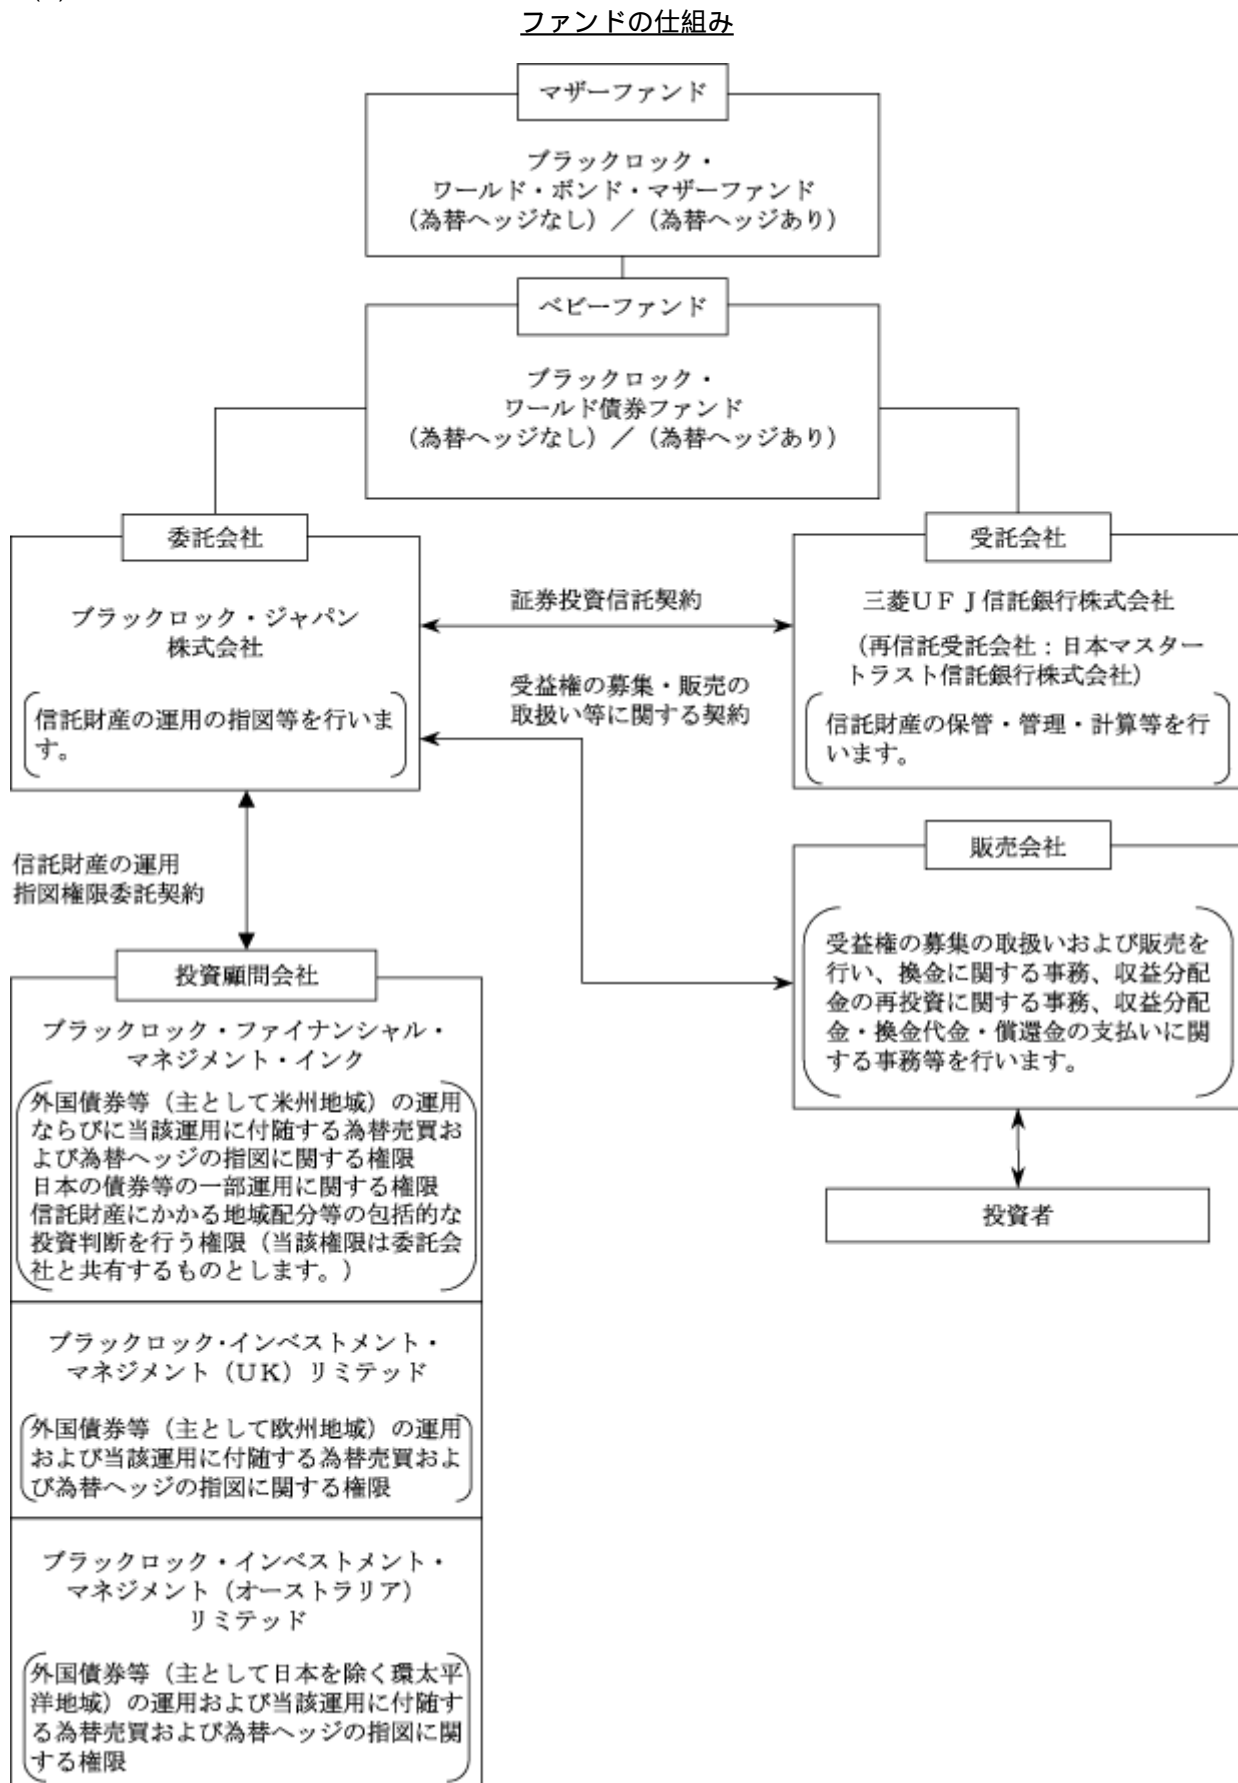 ファンドの仕組み
マザーファンド
ブラックロック・
ワールド・ボンド・マザーファンド
（為替ヘッジなし）／（為替ヘッジあり）
ベビーファンド
ブラックロック・
ワールド債券ファンド
（為替ヘッジなし）／（為替ヘッジあり）
委託会社
ブラックロック・ジャパン
株式会社
信託財産の運用の指図等を行いま
す。
証券投資信託契約
受益権の募集・販売の
取扱い等に関する契約
受託会社
三菱ＵＦＪ信託銀行株式会社
（再信託受託会社：日本マスター
トラスト信託銀行株式会社）
信託財産の保管・管理・計算等を行
います。
信託財産の運用
指図権限委託契約
販売会社
受益権の募集の取扱いおよび販売を
行い、換金に関する事務、収益分配
金の再投資に関する事務、収益分配
金・換金代金・償還金の支払いに関
する事務等を行います。
投資者
投資顧問会社
ブラックロック・ファイナンシャル・
マネジメント・インク
外国債券等（主として米州地域）の運用
ならびに当該運用に付随する為替売買お
よび為替ヘッジの指図に関する権限
日本の債券等の一部運用に関する権限
信託財産にかかる地域配分等の包括的な
投資判断を行う権限（当該権限は委託会
社と共有するものとします。）
ブラックロック・インベストメント・
マネジメント（ＵＫ）リミテッド
外国債券等（主として欧州地域）の運用
および当該運用に付随する為替売買およ
び為替ヘッジの指図に関する権限
ブラックロック・インベストメント・
マネジメント（オーストラリア）
リミテッド
外国債券等（主として日本を除く環太平
洋地域）の運用および当該運用に付随す
る為替売買および為替ヘッジの指図に関
する権限